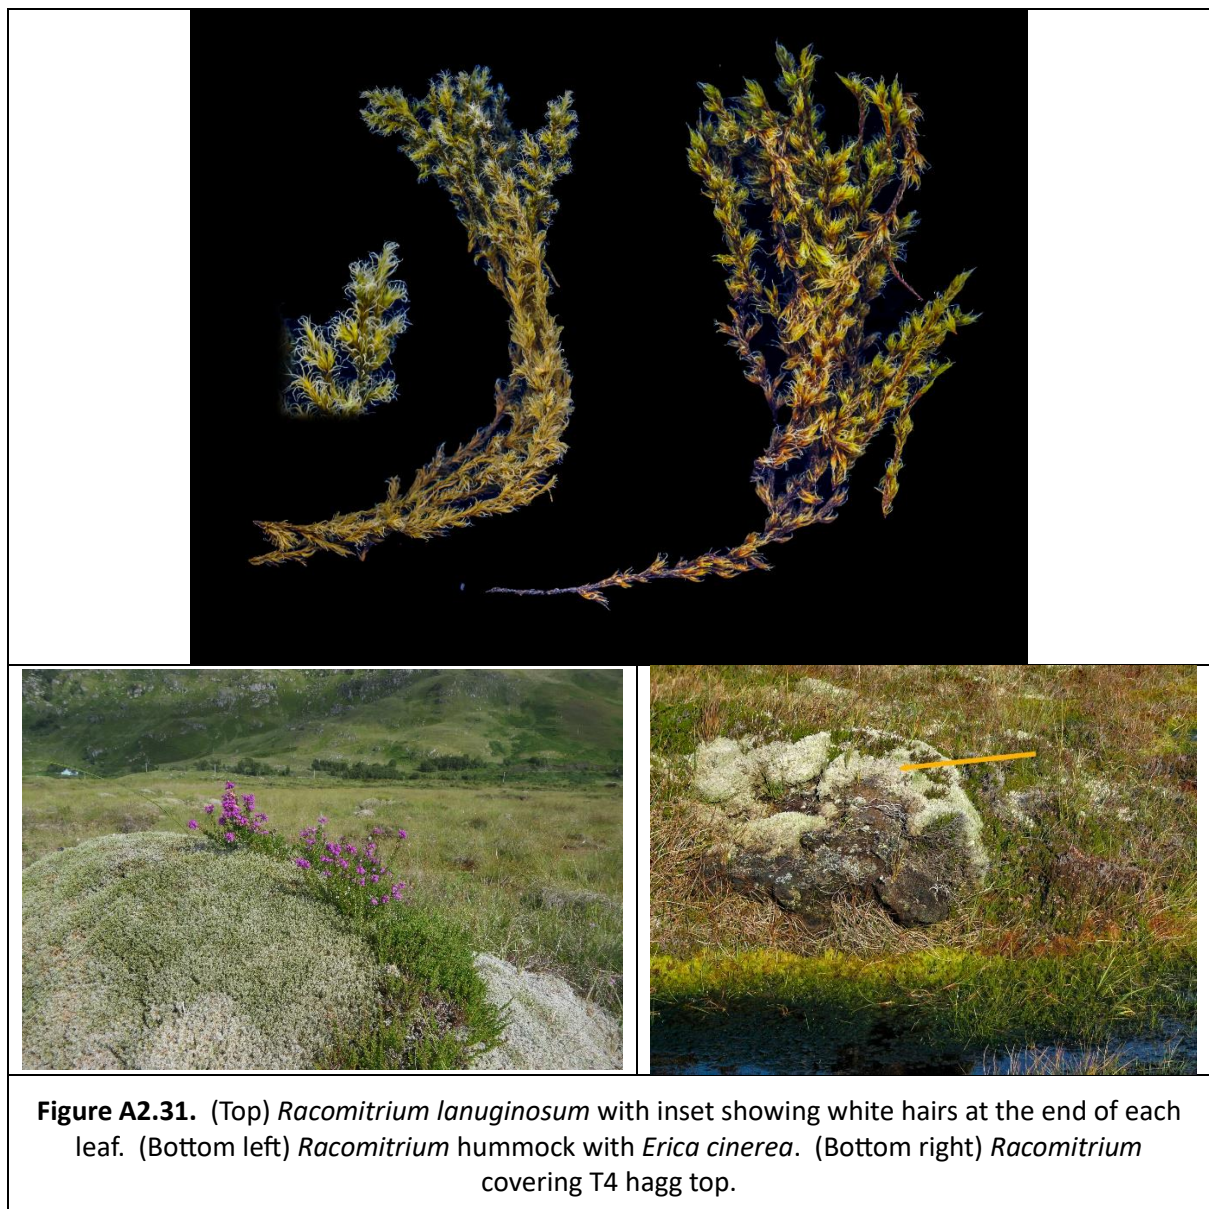 Figure A2.31. (Top) Racomitrium lanuginosum with inset showing white hairs at the end of each
leaf. (Bottom left) Racomitrium hummock with Erica cinerea. (Bottom right) Racomitrium
covering T4 hagg top.